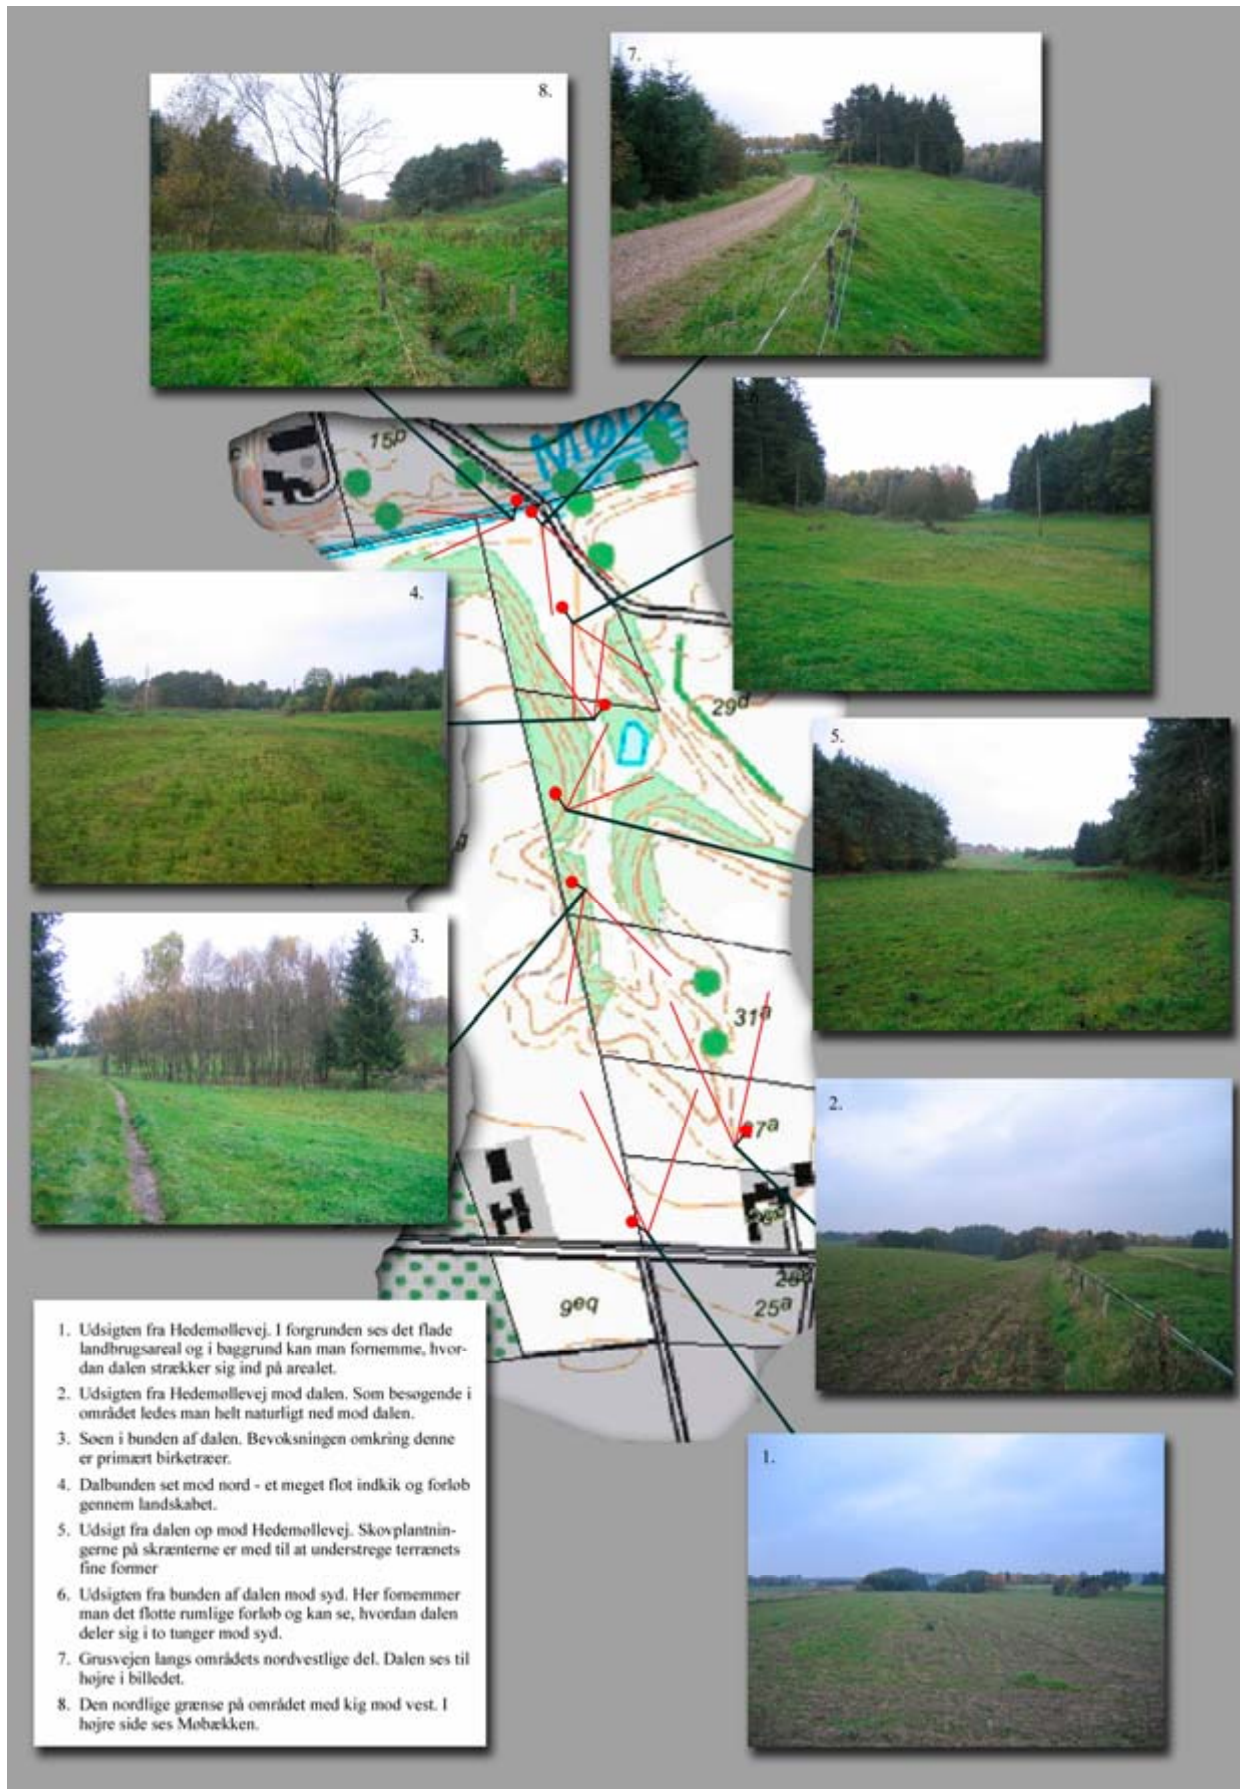 8.
7.
15p
Mø
6.
4.
29d
5.
3.
31a
2.
7a
9eq
25a
1. Udsigten fra Hedemøllevej. I forgrunden ses det flade
landbrugsareal og i baggrund kan man fornemme, hvor-
dan dalen strækker sig ind på arealet.
2. Udsigten fra Hedemøllevej mod dalen. Som besøgende i
området ledes man helt naturligt ned mod dalen.
3. Søen i bunden af dalen. Bevoksningen omkring denne
er primært birketræer.
4. Dalbunden set mod nord - et meget flot indkik og forløb
gennem landskabet.
5. Udsigt fra dalen op mod Hedemøllevej. Skovplantnin-
gerne på skrænterne er med til at understrege terrænets
fine former
6. Udsigten fra bunden af dalen mod syd. Her fornemmer
man det flotte rumlige forløb og kan se, hvordan dalen
deler sig i to tunger mod syd.
7. Grusvejen langs områdets nordvestlige del. Dalen ses til
højre i billedet.
8. Den nordlige grænse på området med kig mod vest. I
højre side ses Møbækken.
1.